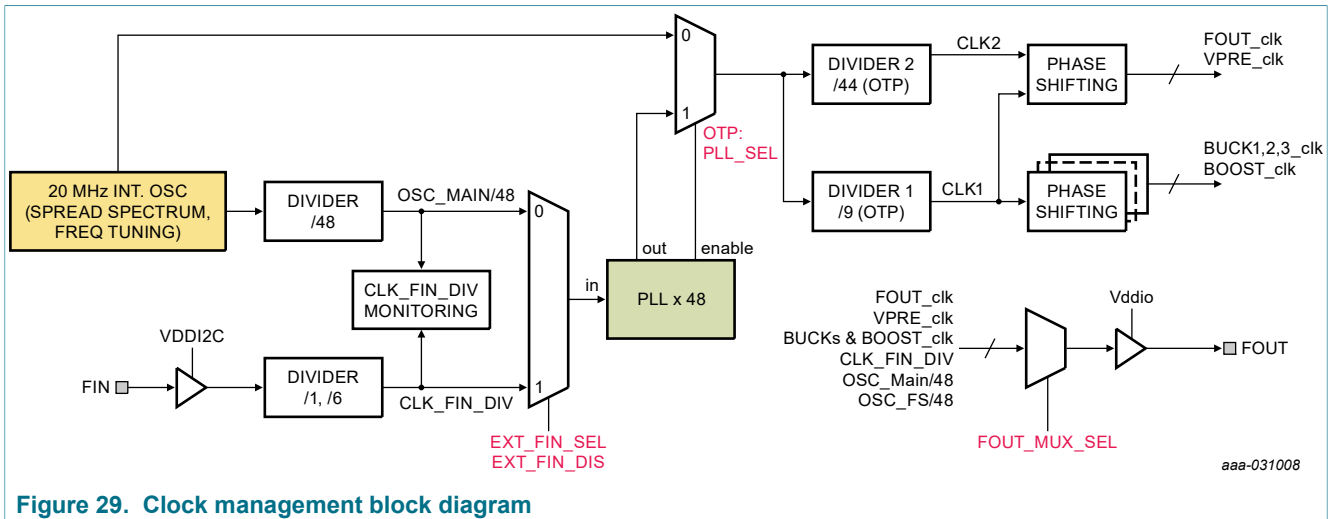 0
1
OTP:
PLL_SEL
DIVIDER 2
/44 (OTP)
CLK2
PHASE
SHIFTING
FOUT_clk
VPRE_clk
DIVIDER 1
/9 (OTP)
CLK1
PHASE
SHIFTING
BUCK1,2,3_clk
BOOST_clk
20 MHz INT. OSC
(SPREAD SPECTRUM,
FREQ TUNING)
DIVIDER
/48
OSC_MAIN/48
0
CLK_FIN_DIV
MONITORING
in
out
enable
PLL x 48
VDDI2C
FIN
DIVIDER
/1, /6
CLK_FIN_DIV
1
EXT_FIN_SEL
EXT_FIN_DIS
FOUT_clk
VPRE_clk
BUCKs & BOOST_clk
CLK_FIN_DIV
OSC_Main/48
OSC_FS/48
Vddio
FOUT
FOUT_MUX_SEL
aaa-031008
Figure 29. Clock management block diagram